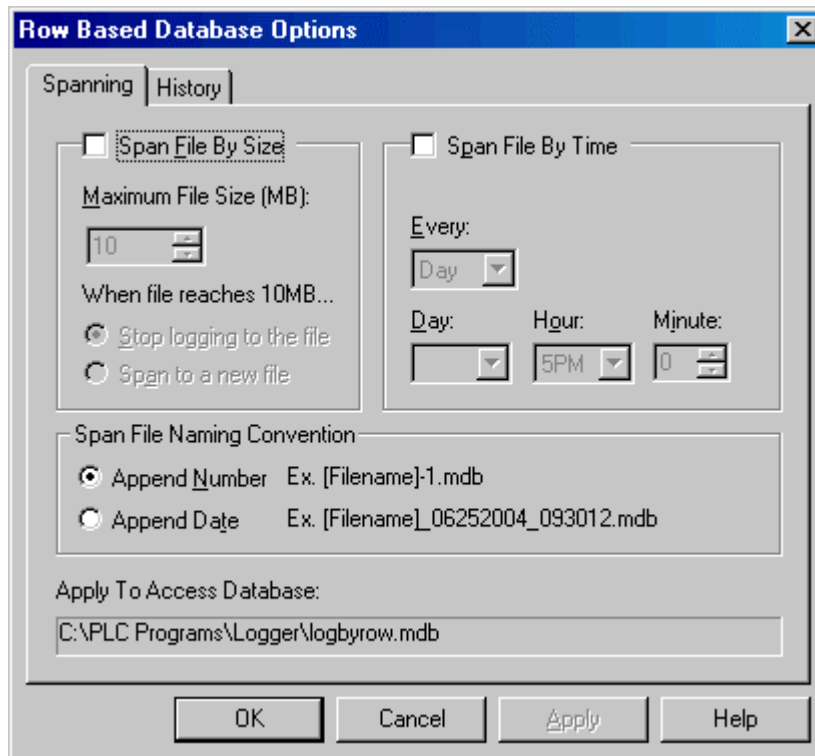 Row Based Database Options
Spanning
History
Span File By Size
Maximum File Size (MB):
10
When file reaches 10MB...
Stop logging to the file
Span to a new file
Span File By Time
Every:
Day
Day: Hour: Minute:
5PM 0
Span File Naming Convention
Append Number Ex. [Filename]-1.mdb
Append Date Ex. [Filename]_06252004_093012.mdb
Apply To Access Database:
C:\PLC Programs\Logger\logbyrow.mdb
OK Cancel Apply Help